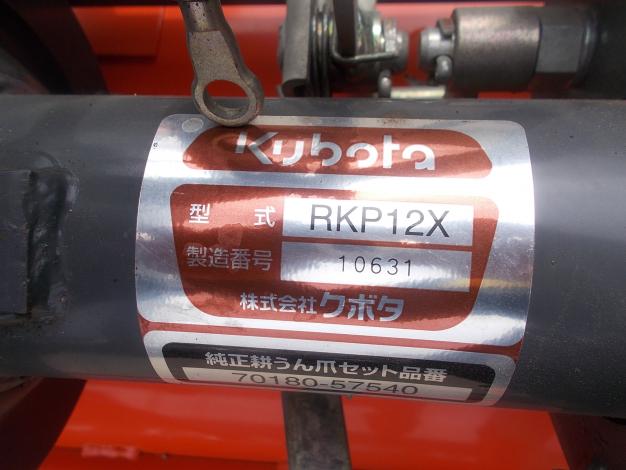 Kubota
型式 RKP12X
製造番号 10631
株式会社クボタ
純正耕うん爪セット品番
70180-57540